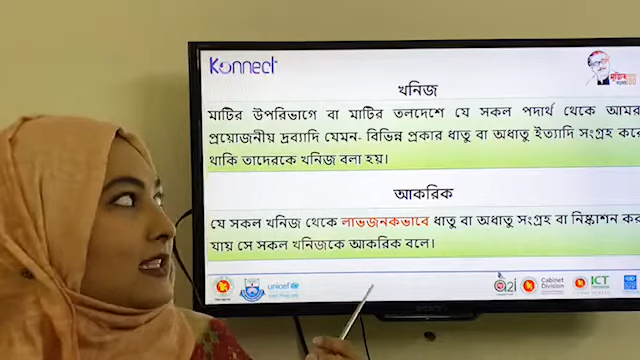 Konnect
খনিজ
মাটির উপরিভাগে বা মাটির তলদেশে যে সকল পদার্থ থেকে আমর
প্রয়োজনীয় দ্রব্যাদি যেমন- বিভিন্ন প্রকার ধাতু বা অধাতু ইত্যাদি সংগ্রহ করে
থাকি তাদেরকে খনিজ বলা হয়।
আকরিক
যে সকল খনিজ থেকে লাভজনকভাবে ধাতু বা অধাতু সংগ্রহ বা নিষ্কাশন কর
যায় সে সকল খনিজকে আকরিক বলে।
unicef
a2i
Cabinet
Division
ICT